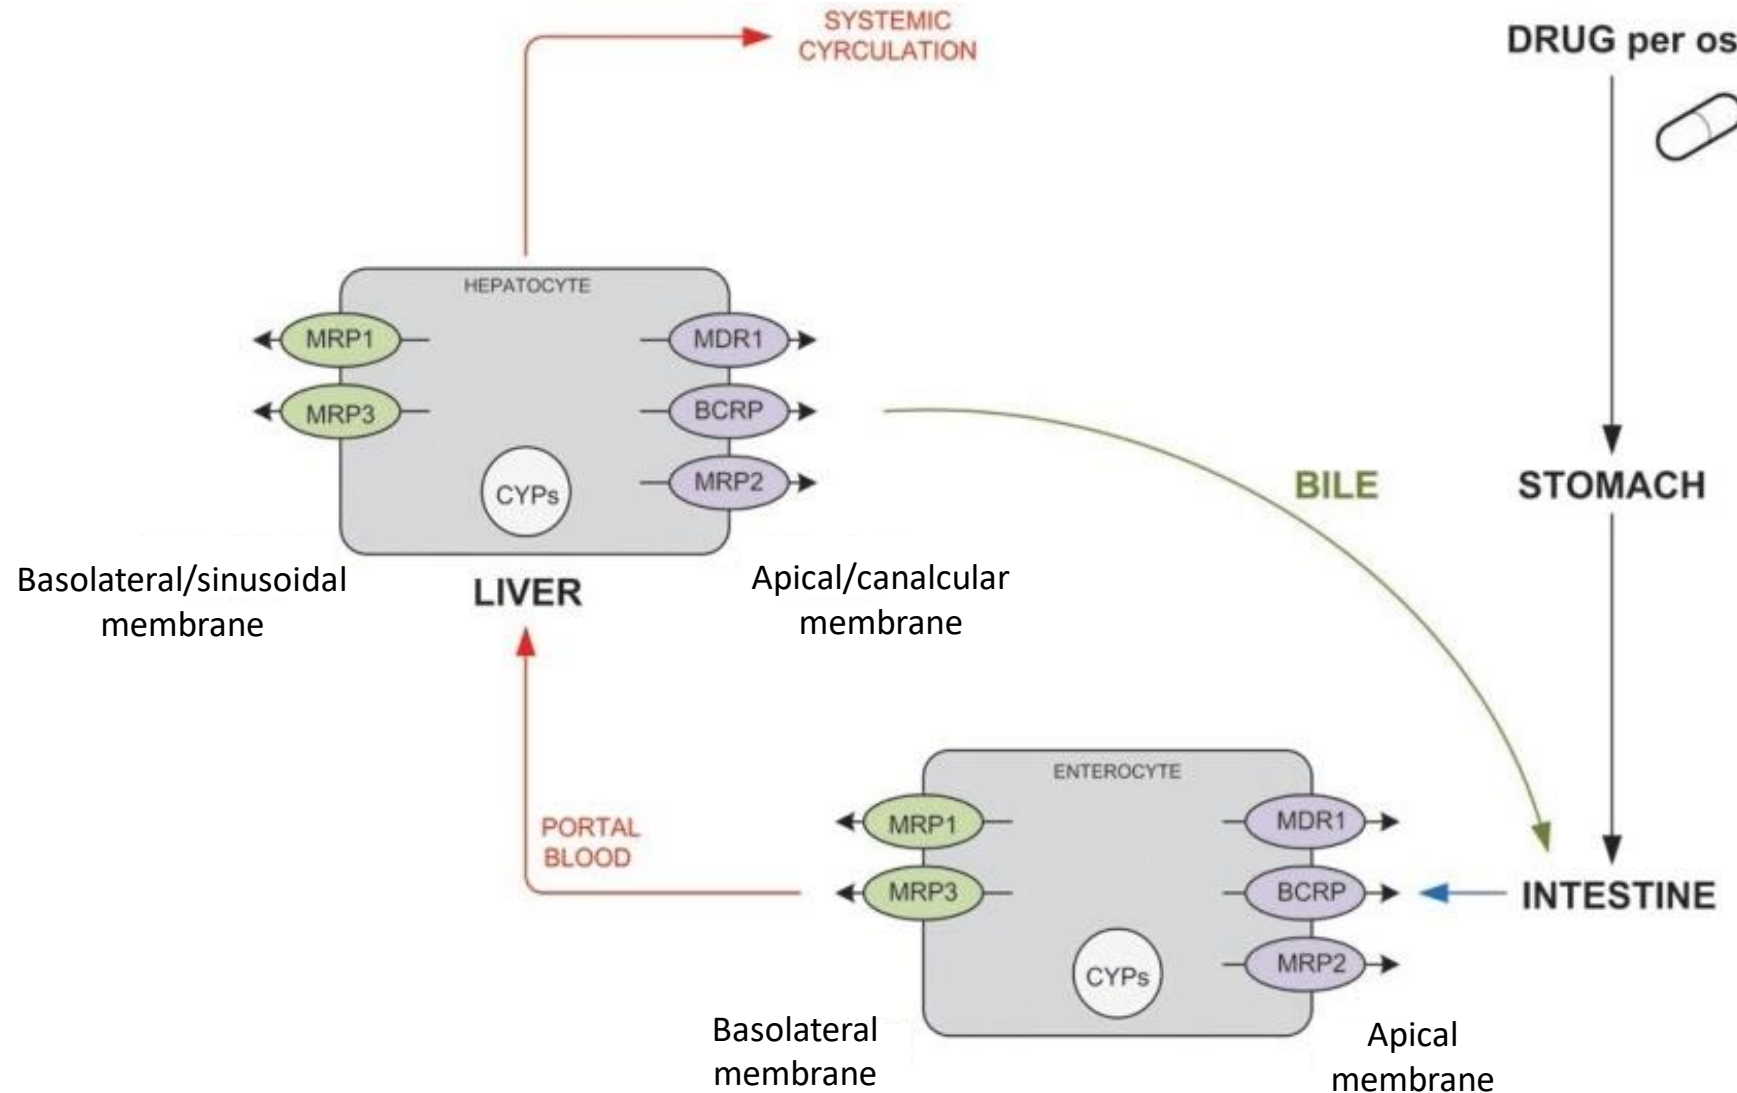 SYSTEMIC
CYRCULATION
DRUG per os
HEPATOCYTE
MRP1
MDR1
MRP3
BCRP
CYPs
MRP2
BILE
STOMACH
Basolateral/sinusoidal
membrane
LIVER
Apical/canalcular
membrane
ENTEROCYTE
PORTAL
BLOOD
MRP1
MDR1
MRP3
BCRP
INTESTINE
CYPs
MRP2
Basolateral
membrane
Apical
membrane